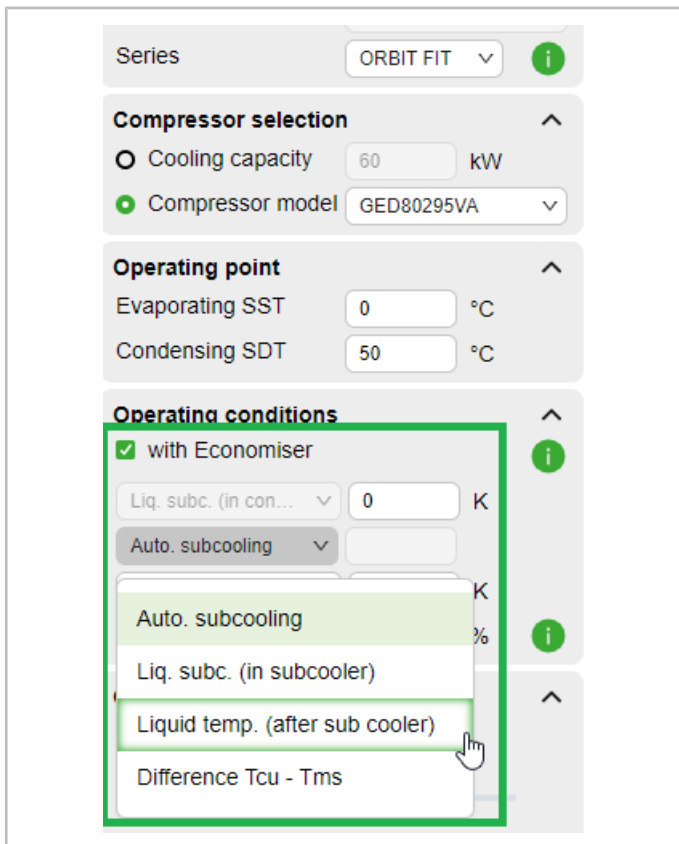 Series ORBIT FIT i
Compressor selection
Cooling capacity 60 kW
Compressor model GED80295VA
Operating point
Evaporating SST 0 °C
Condensing SDT 50 °C
Operating conditions
with Economiser i
Liq. subc. (in con... 0 K
Auto. subcooling
K
Auto. subcooling
% i
Liq. subc. (in subcooler)
Liquid temp. (after sub cooler)
Difference Tcu - Tms